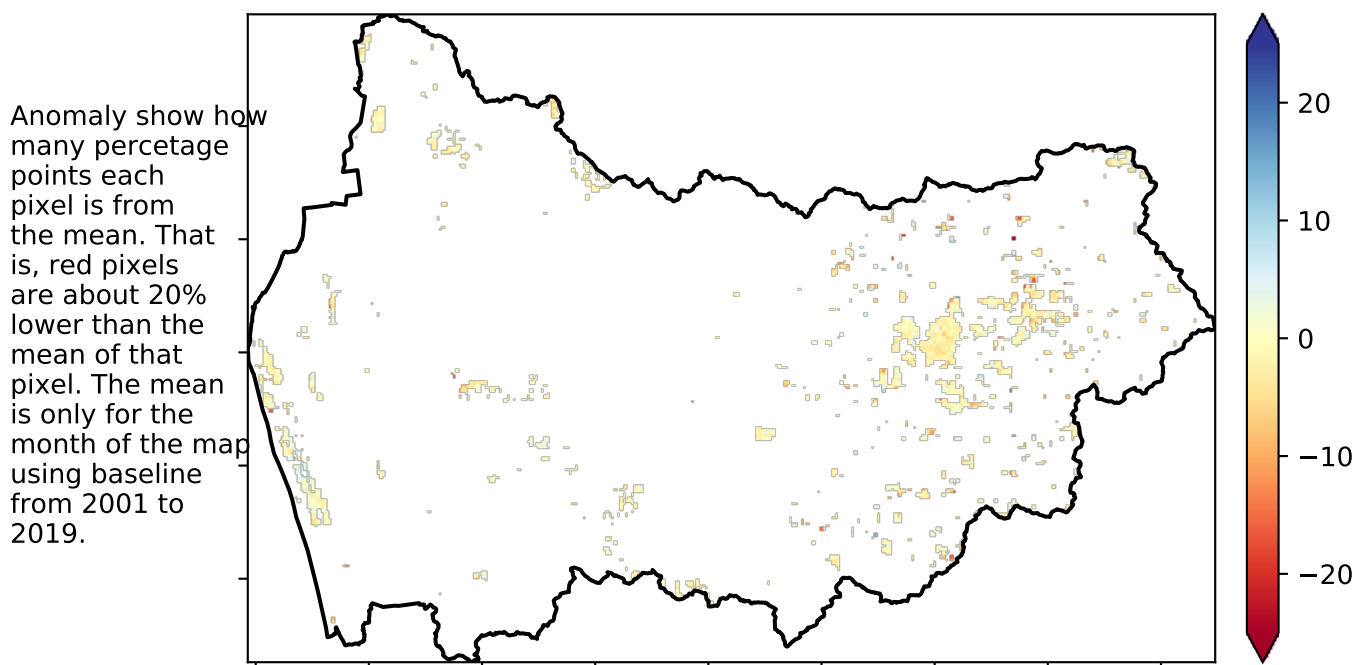 Anomaly show how
many percetage
points each
pixel is from
the mean. That
is, red pixels
are about 20%
lower than the
mean of that
pixel. The mean
is only for the
month of the map
using baseline
from 2001 to
2019.
20
10
0
−10
−20